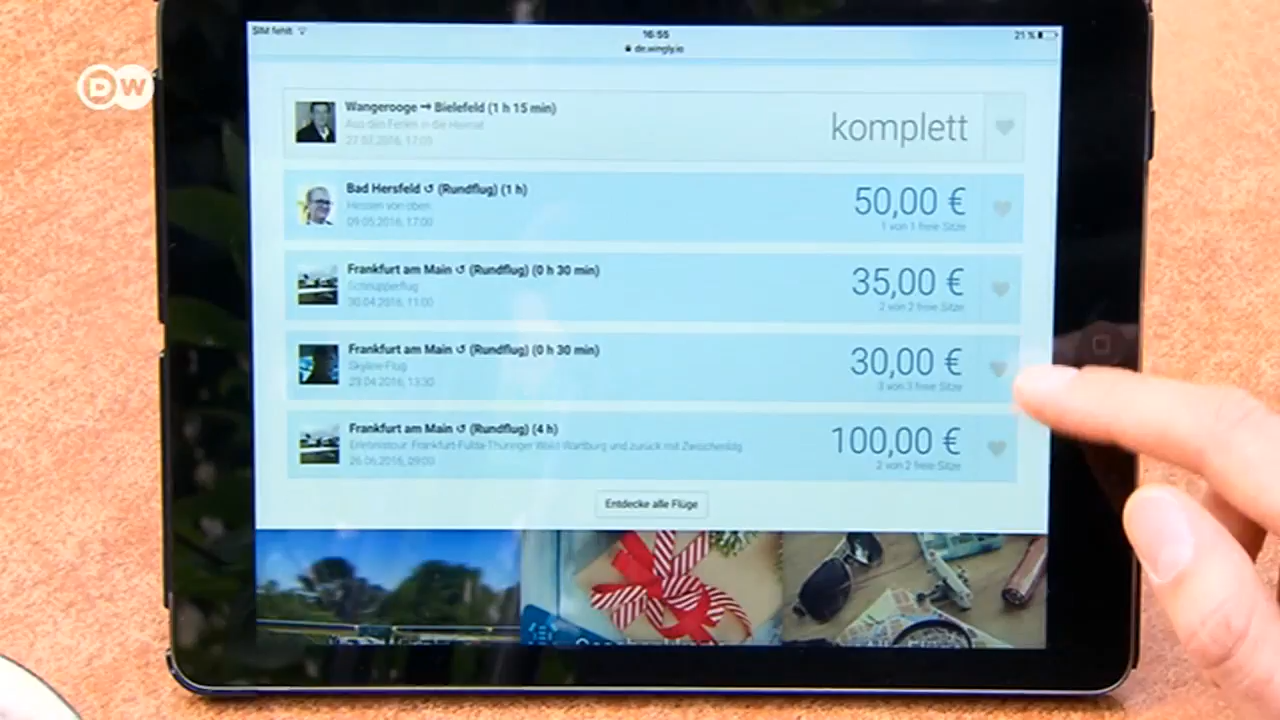 SIM fehlt
16:55
21 %
de.wingly.io
DW
Wangerooge → Bielefeld (1 h 15 min)
Aus den Ferien in die Heimat
27.03.2016, 17:00
komplett
Bad Hersfeld ↺ (Rundflug) (1 h)
Hessen von oben
09.05.2016, 17:00
50,00 €
1 von 1 freie Sitze
Frankfurt am Main ↺ (Rundflug) (0 h 30 min)
Schnupperflug
30.04.2016, 11:00
35,00 €
2 von 2 freie Sitze
Frankfurt am Main ↺ (Rundflug) (0 h 30 min)
Skyline-Flug
29.04.2016, 13:30
30,00 €
3 von 3 freie Sitze
Frankfurt am Main ↺ (Rundflug) (4 h)
Erlebnistour: Frankfurt-Fulda-Thüringer Wald-Wartburg und zurück mit
26.06.2016, 09:00
100,00 €
2 von 2 freie Sitze
Entdecke alle Flüge